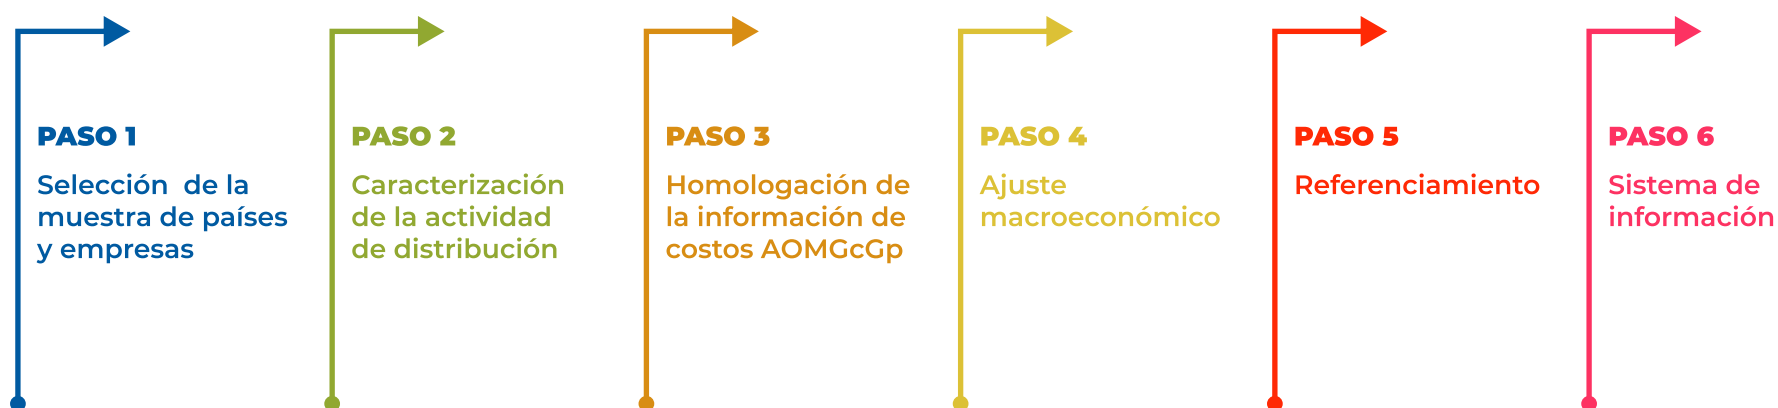 PASO 1
Selección de la
muestra de países
y empresas
PASO 2
Caracterización
de la actividad
de distribución
PASO 3
Homologación de
la información de
costos AOMGcGp
PASO 4
Ajuste
macroeconómico
PASO 5
Referenciamiento
PASO 6
Sistema de
información